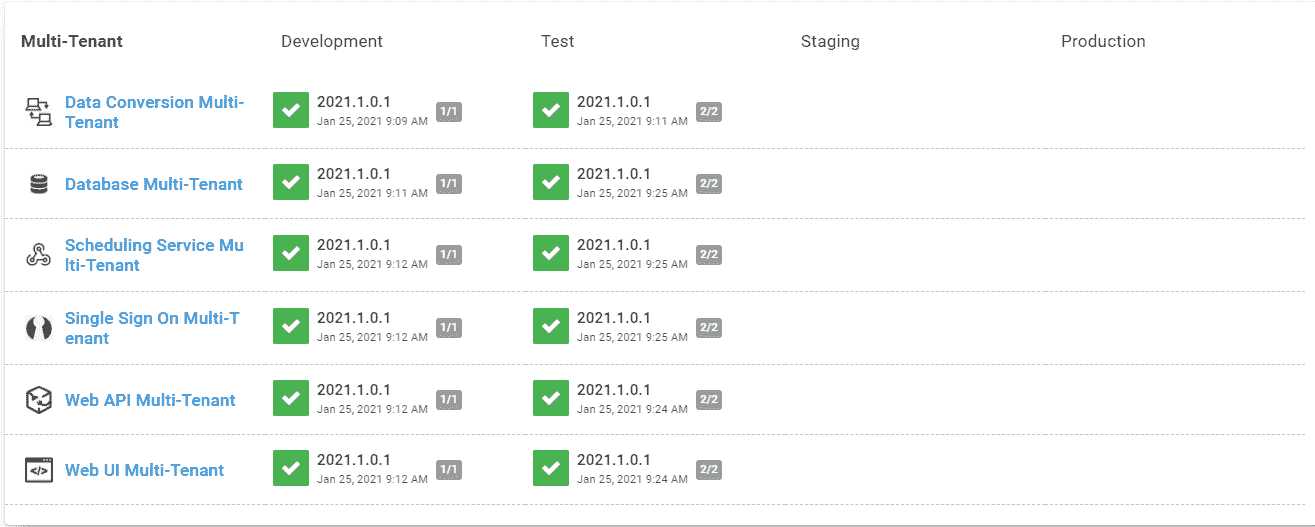 Multi-Tenant Development Test Staging Production
Data Conversion Multi-
Tenant
2021.1.0.1
Jan 25, 2021 9:09 AM
1/1
2021.1.0.1
Jan 25, 2021 9:11 AM
2/2
Database Multi-Tenant
2021.1.0.1
Jan 25, 2021 9:11 AM
1/1
2021.1.0.1
Jan 25, 2021 9:25 AM
2/2
Scheduling Service Mu
lti-Tenant
2021.1.0.1
Jan 25, 2021 9:12 AM
1/1
2021.1.0.1
Jan 25, 2021 9:25 AM
2/2
Single Sign On Multi-T
enant
2021.1.0.1
Jan 25, 2021 9:12 AM
1/1
2021.1.0.1
Jan 25, 2021 9:25 AM
2/2
Web API Multi-Tenant
2021.1.0.1
Jan 25, 2021 9:12 AM
1/1
2021.1.0.1
Jan 25, 2021 9:24 AM
2/2
</> Web UI Multi-Tenant
2021.1.0.1
Jan 25, 2021 9:12 AM
1/1
2021.1.0.1
Jan 25, 2021 9:24 AM
2/2